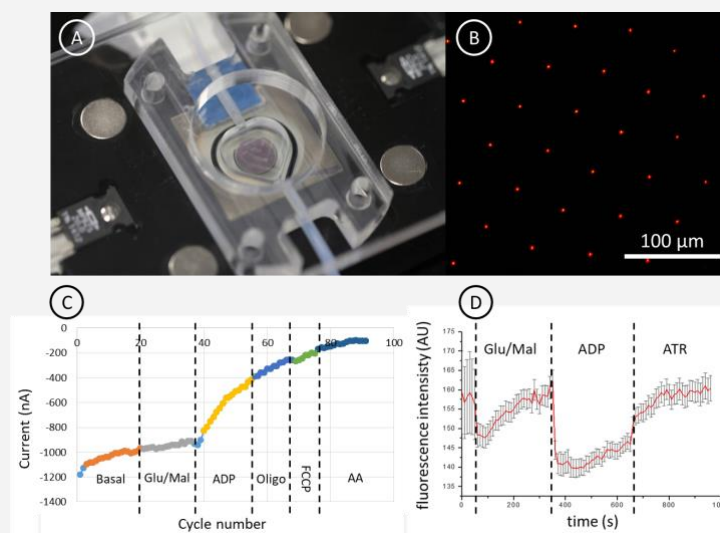 A
B
100 µm
C
0
-200
-400
-600
-800
-1000
-1200
-1400
0 20 40 60 80 100
Current (nA)
Basal Glu/Mal ADP Oligo FCCP AA
Cycle number
D
175
170
165
160
155
150
145
140
135
fluorescence intensisty (AU)
Glu/Mal ADP ATR
0 200 400 600 800 1000
time (s)